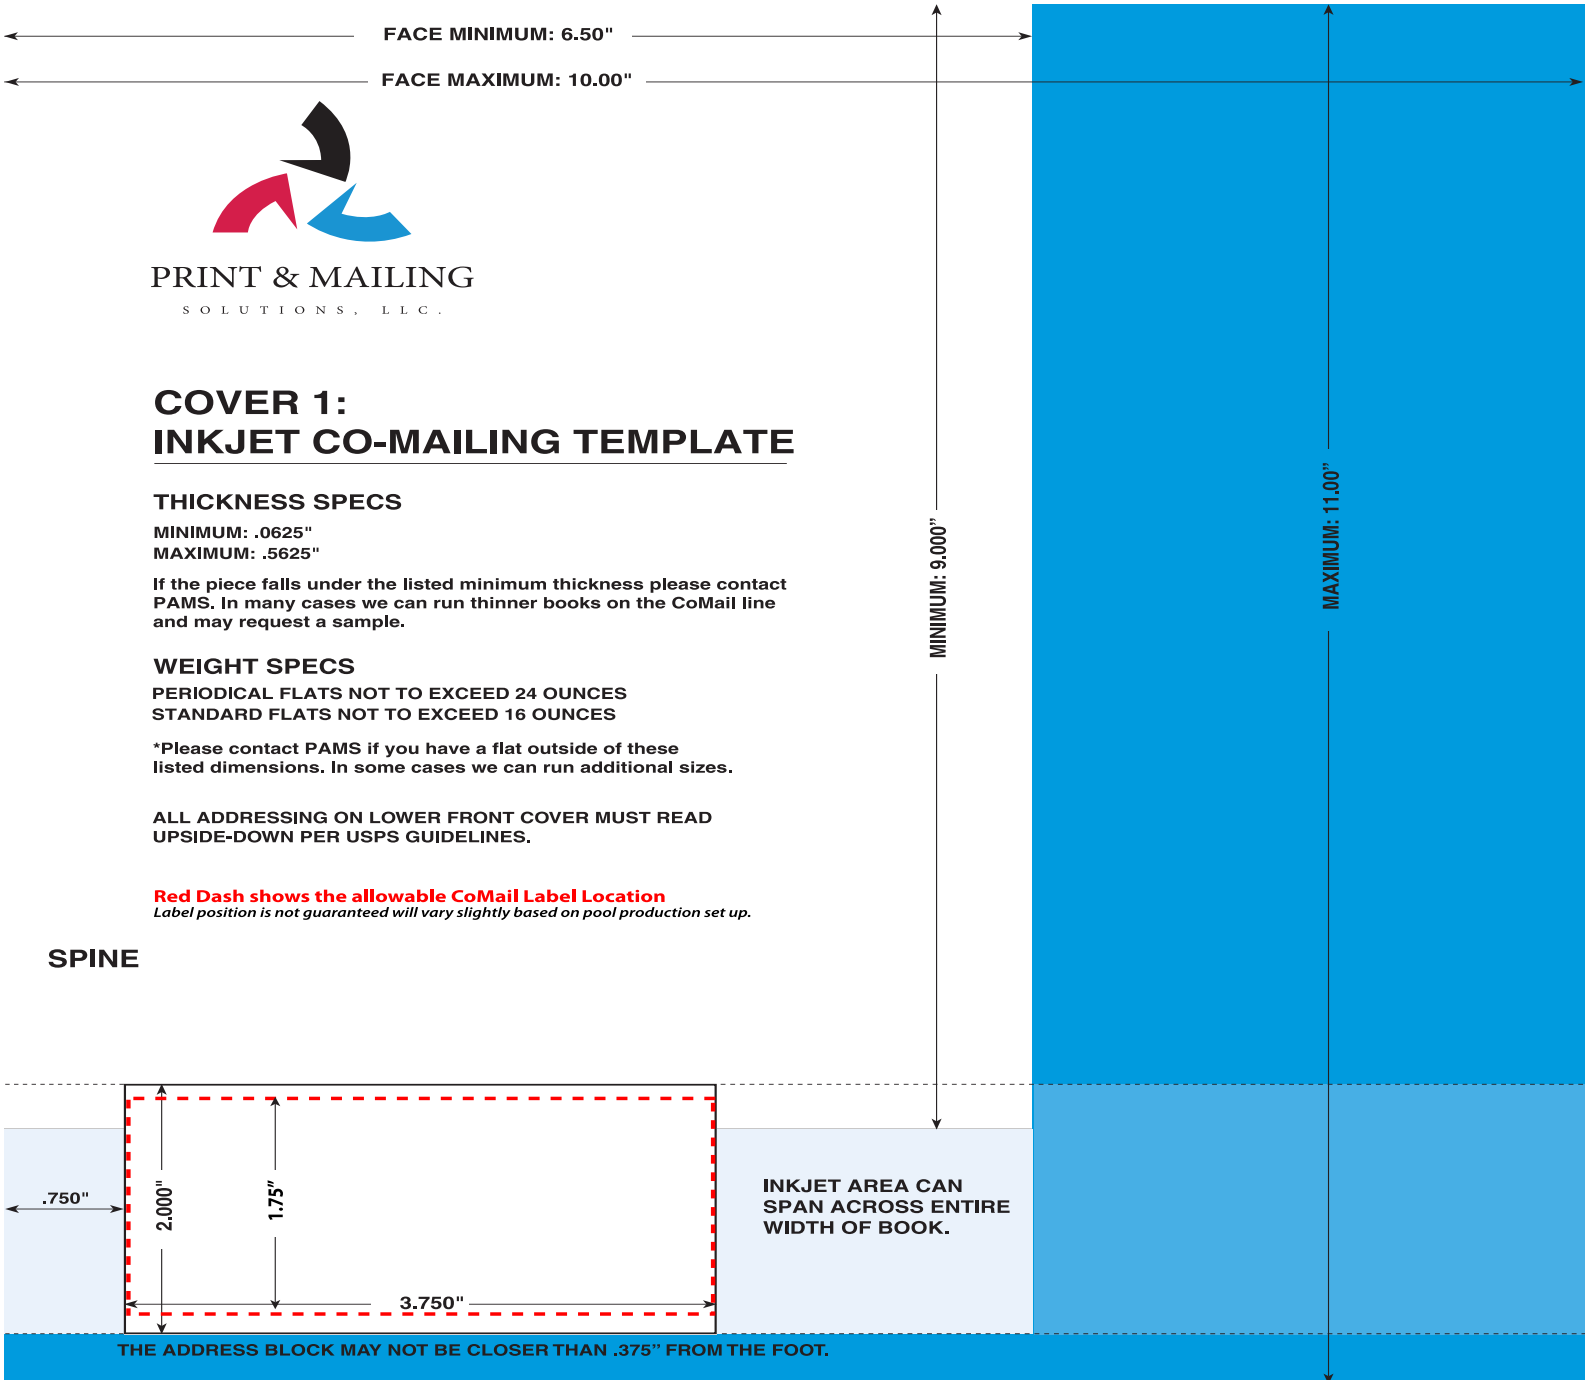 FACE MINIMUM: 6.50"
FACE MAXIMUM: 10.00"
PRINT & MAILING
SOLUTIONS, LLC.
COVER 1:
INKJET CO-MAILING TEMPLATE
THICKNESS SPECS
MINIMUM: .0625"
MAXIMUM: .5625"
If the piece falls under the listed minimum thickness please contact
PAMS. In many cases we can run thinner books on the CoMail line
and may request a sample.
WEIGHT SPECS
PERIODICAL FLATS NOT TO EXCEED 24 OUNCES
STANDARD FLATS NOT TO EXCEED 16 OUNCES
*Please contact PAMS if you have a flat outside of these
listed dimensions. In some cases we can run additional sizes.
ALL ADDRESSING ON LOWER FRONT COVER MUST READ
UPSIDE-DOWN PER USPS GUIDELINES.
Red Dash shows the allowable CoMail Label Location
Label position is not guaranteed will vary slightly based on pool production set up.
SPINE
MINIMUM: 9.000”
MAXIMUM: 11.00”
.750"
2.000"
1.75”
3.750"
INKJET AREA CAN
SPAN ACROSS ENTIRE
WIDTH OF BOOK.
THE ADDRESS BLOCK MAY NOT BE CLOSER THAN .375” FROM THE FOOT.